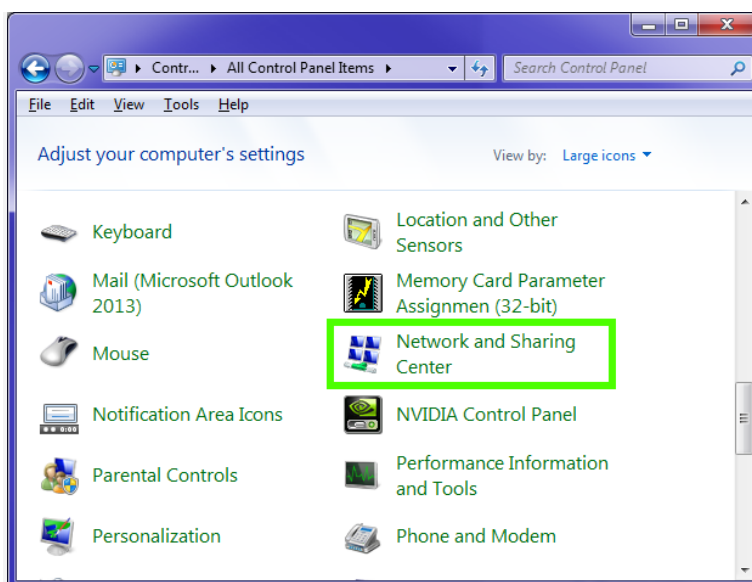 Contr... All Control Panel Items Search Control Panel
File Edit View Tools Help
Adjust your computer's settings View by: Large icons
Keyboard
Location and Other
Sensors
Mail (Microsoft Outlook
2013)
Memory Card Parameter
Assignmen (32-bit)
Mouse
Network and Sharing
Center
Notification Area Icons
NVIDIA Control Panel
Parental Controls
Performance Information
and Tools
Personalization
Phone and Modem